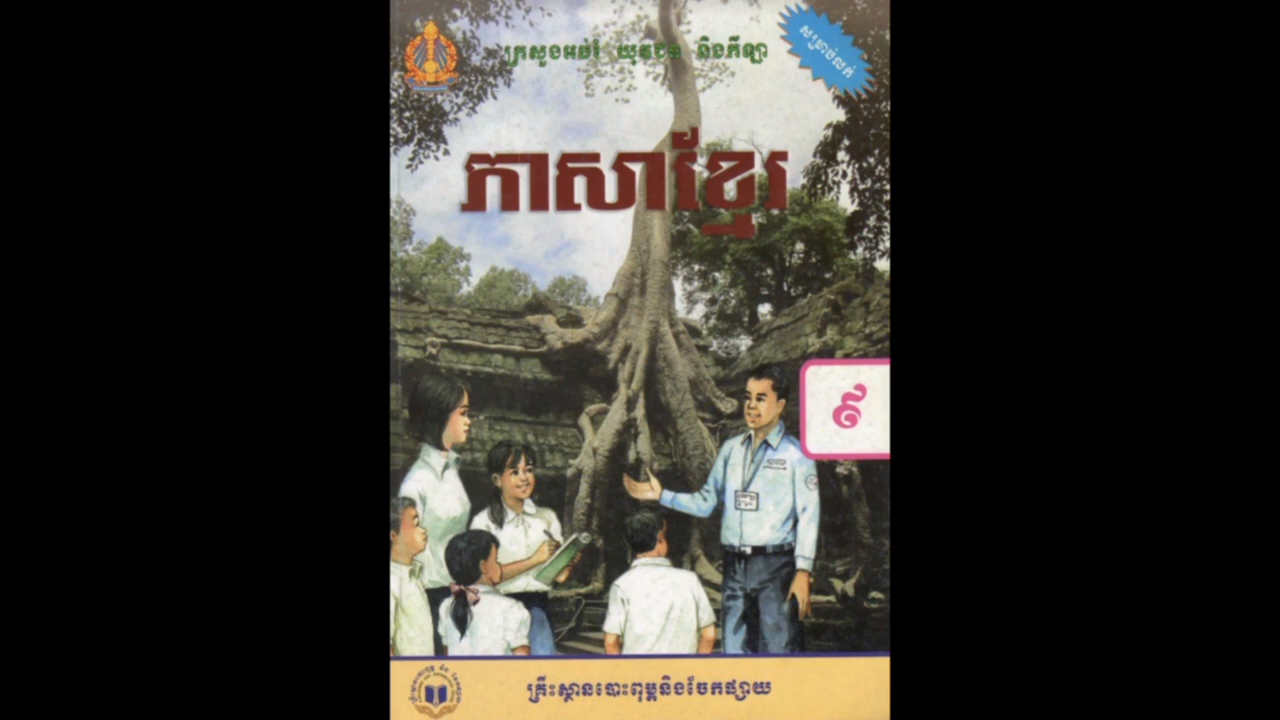 ក្រសួងអប់រំ យុវជន និងកីឡា
សម្រាប់លក់
ភាសាខ្មែរ
៩
គ្រឹះស្ថានបោះពុម្ពនិងចែកផ្សាយ